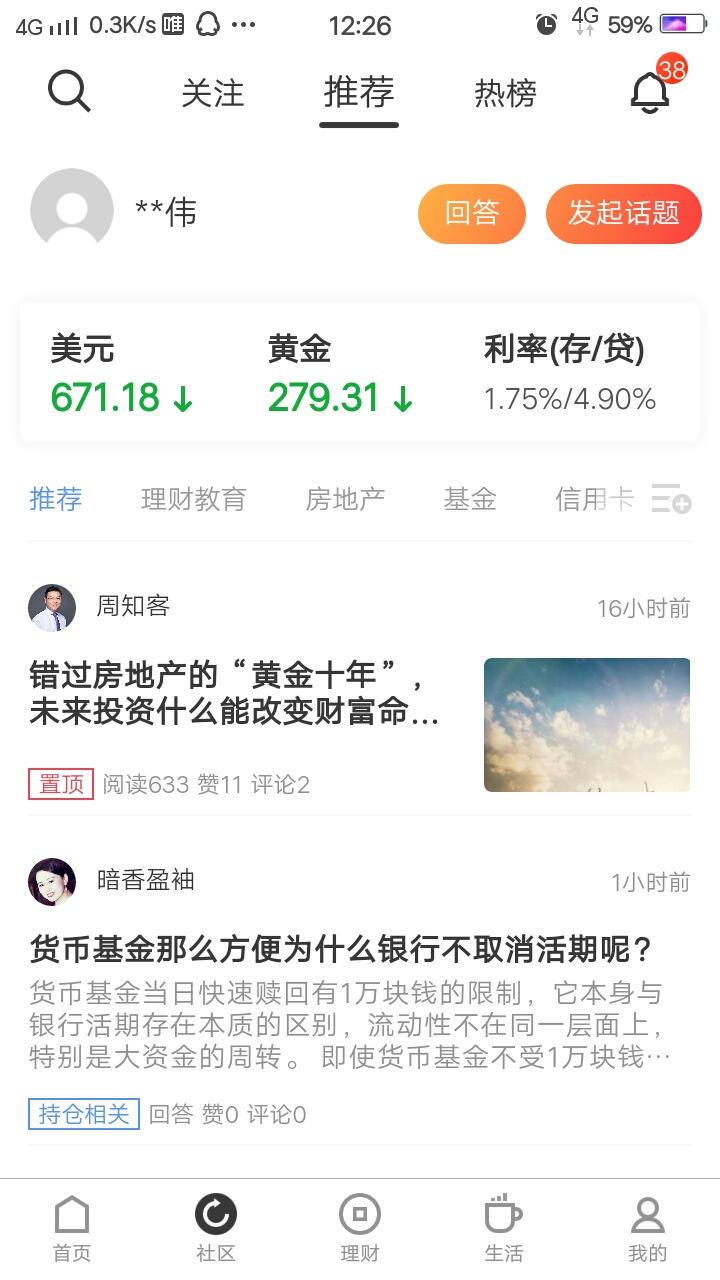 4G 0.3K/s 唯 ••• 12:26 4G 59%
关注 推荐 热榜 38
**伟 回答 发起话题
美元 黄金 利率(存/贷)
671.18↓ 279.31↓ 1.75%/4.90%
推荐 理财教育 房地产 基金 信用卡
周知客 16小时前
错过房地产的“黄金十年”，
未来投资什么能改变财富命...
置顶 阅读633 赞11 评论2
暗香盈袖 1小时前
货币基金那么方便为什么银行不取消活期呢？
货币基金当日快速赎回有1万块钱的限制，它本身与
银行活期存在本质的区别，流动性不在同一层面上，
特别是大资金的周转。 即使货币基金不受1万块钱…
持仓相关 回答 赞0 评论0
首页 社区 理财 生活 我的